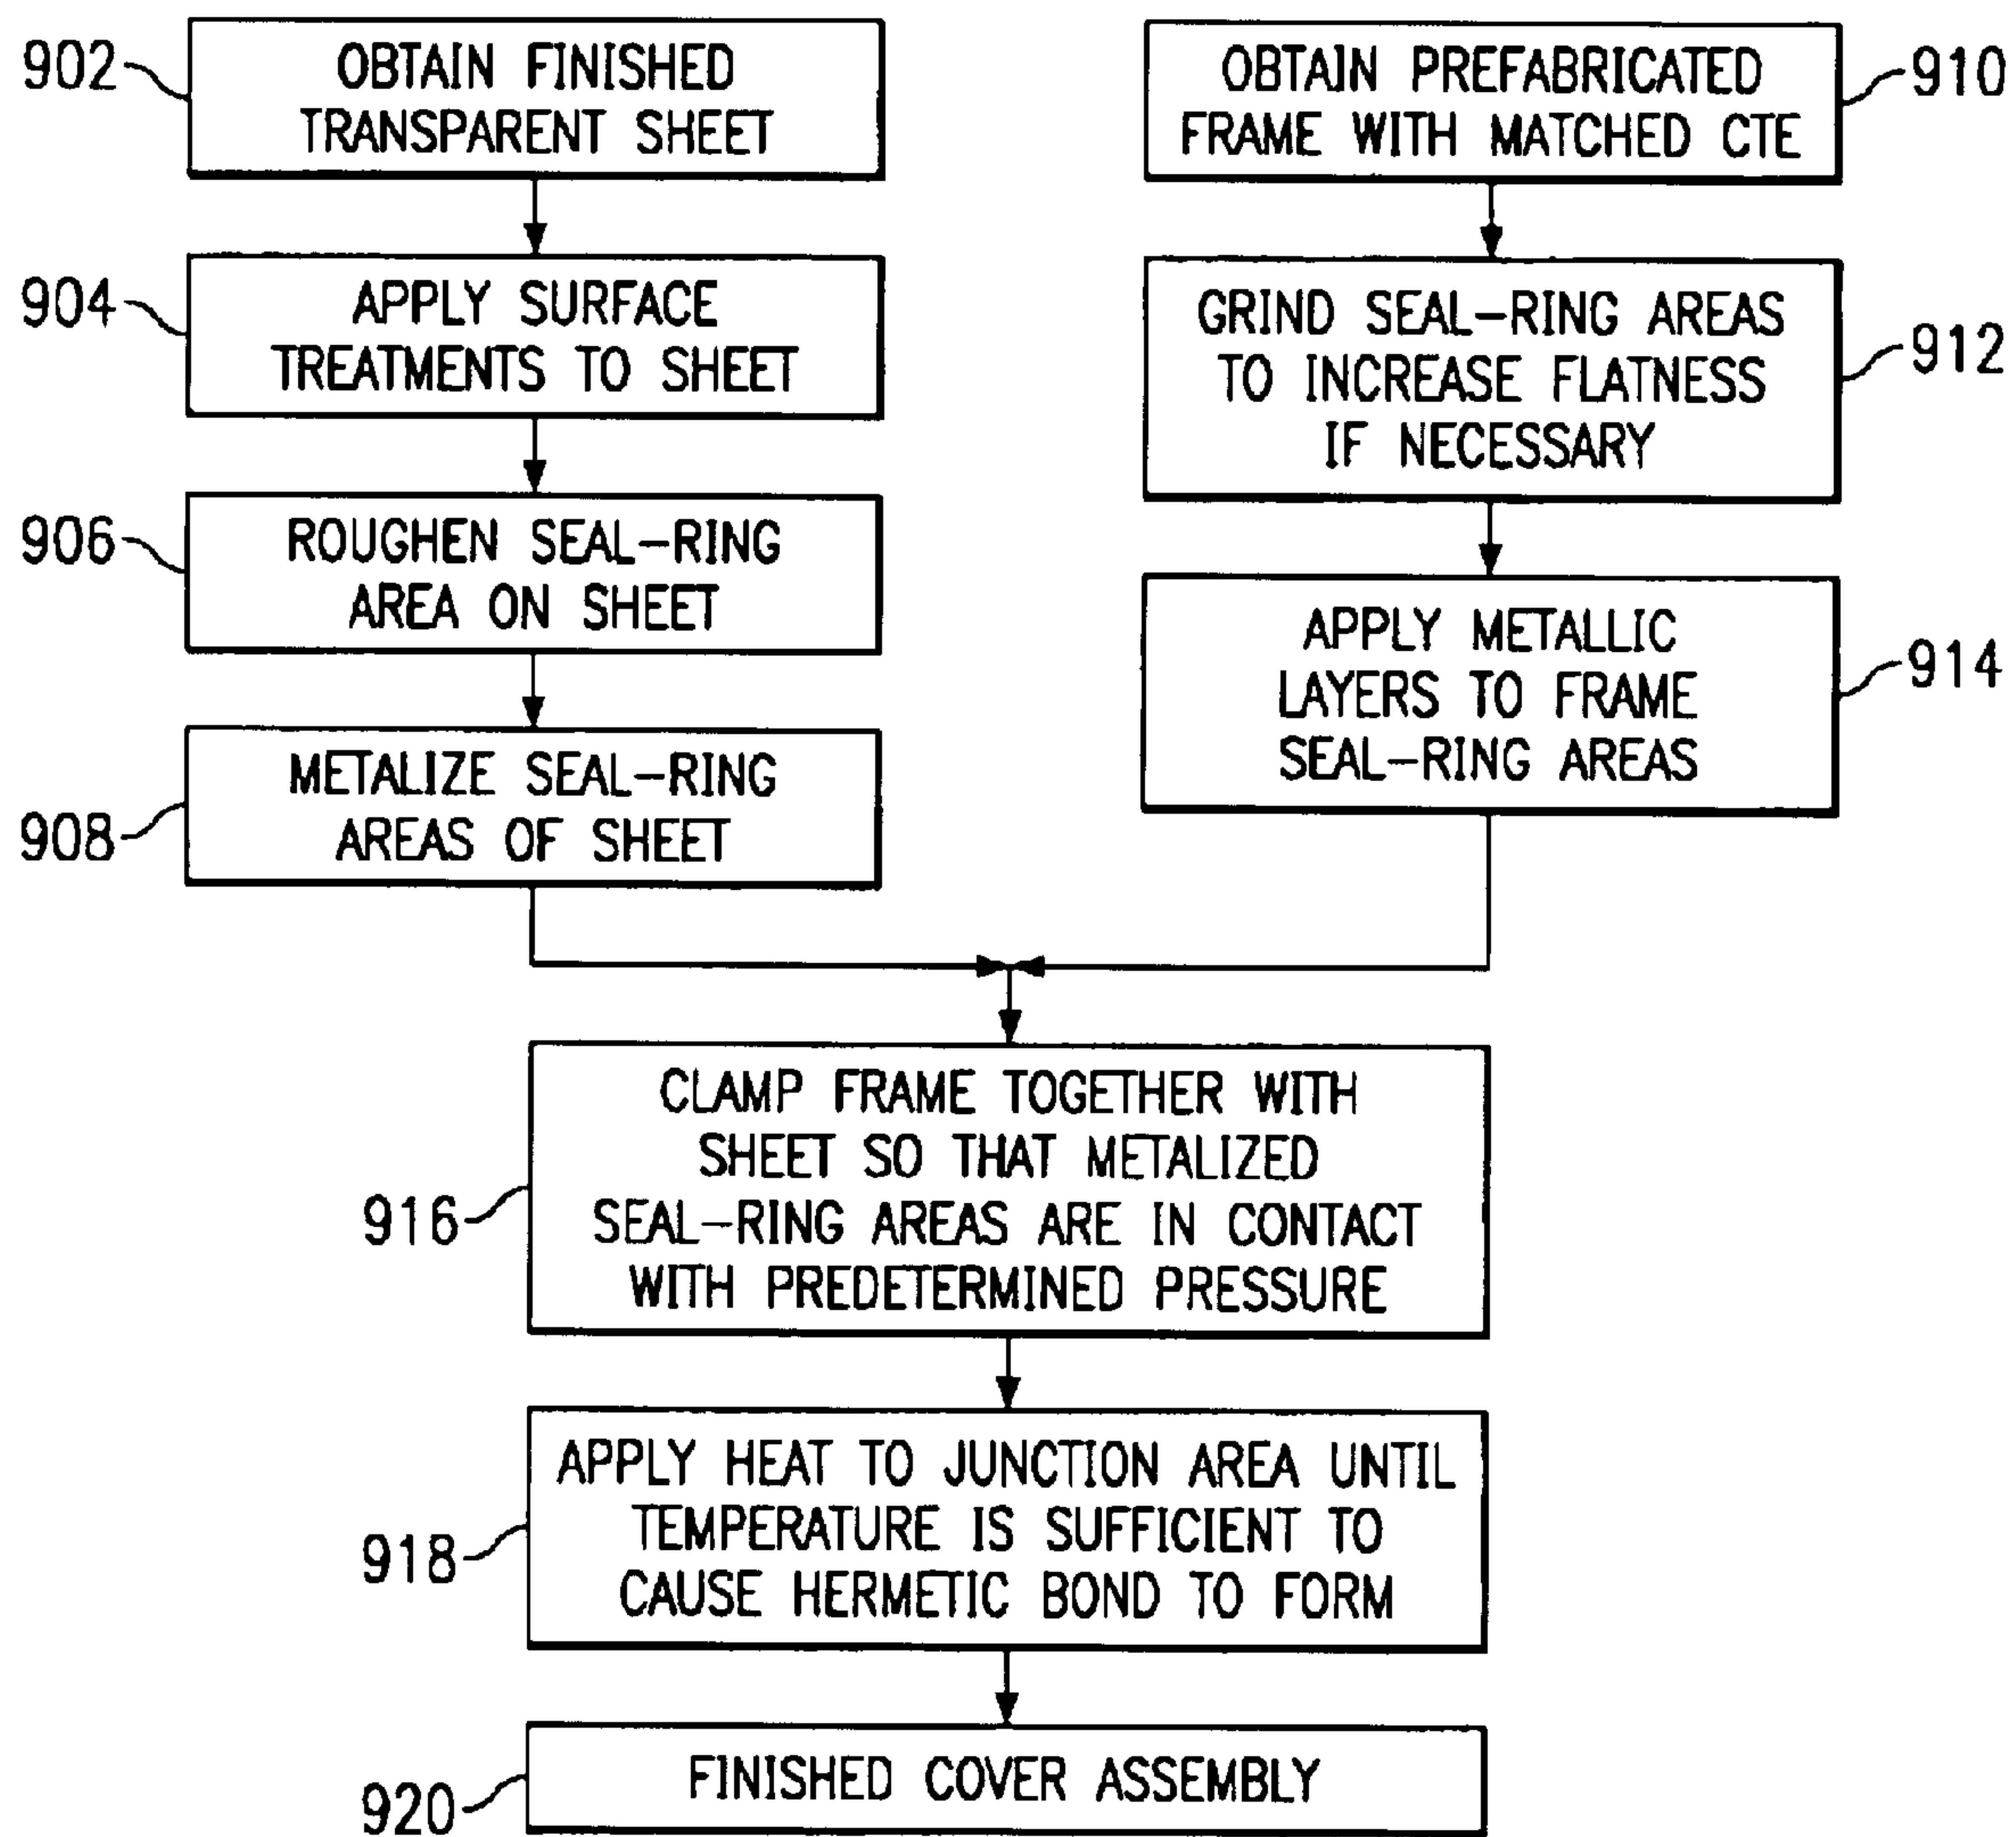 902
OBTAIN FINISHED
TRANSPARENT SHEET
904
APPLY SURFACE
TREATMENTS TO SHEET
906
ROUGHEN SEAL–RING
AREA ON SHEET
908
METALIZE SEAL–RING
AREAS OF SHEET
OBTAIN PREFABRICATED
FRAME WITH MATCHED CTE
910
GRIND SEAL–RING AREAS
TO INCREASE FLATNESS
IF NECESSARY
912
APPLY METALLIC
LAYERS TO FRAME
SEAL–RING AREAS
914
CLAMP FRAME TOGETHER WITH
SHEET SO THAT METALIZED
SEAL–RING AREAS ARE IN CONTACT
WITH PREDETERMINED PRESSURE
916
APPLY HEAT TO JUNCTION AREA UNTIL
TEMPERATURE IS SUFFICIENT TO
CAUSE HERMETIC BOND TO FORM
918
FINISHED COVER ASSEMBLY
920